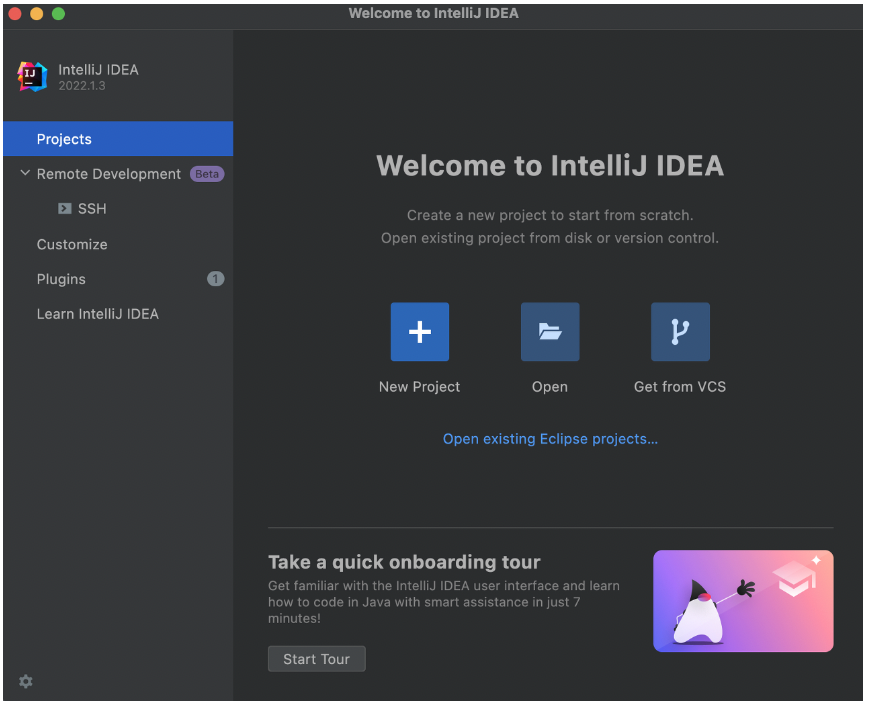 Welcome to IntelliJ IDEA
IJ
IntelliJ IDEA
2022.1.3
Projects
Remote Development Beta
SSH
Customize
Plugins 1
Learn IntelliJ IDEA
Welcome to IntelliJ IDEA
Create a new project to start from scratch.
Open existing project from disk or version control.
New Project Open Get from VCS
Open existing Eclipse projects...
Take a quick onboarding tour
Get familiar with the IntelliJ IDEA user interface and learn
how to code in Java with smart assistance in just 7
minutes!
Start Tour